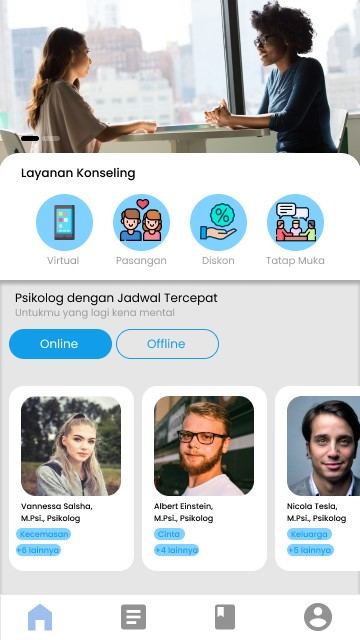 Layanan Konseling
Virtual
Pasangan
Diskon
Tatap Muka
Psikolog dengan Jadwal Tercepat
Untukmu yang lagi kena mental
Online
Offline
Vannessa Salsha,
M.Psi., Psikolog
Kecemasan
+6 lainnya
Albert Einstein,
M.Psi., Psikolog
Cinta
+4 lainnya
Nicola Tesla,
M.Psi., Psikolog
Keluarga
+5 lainnya